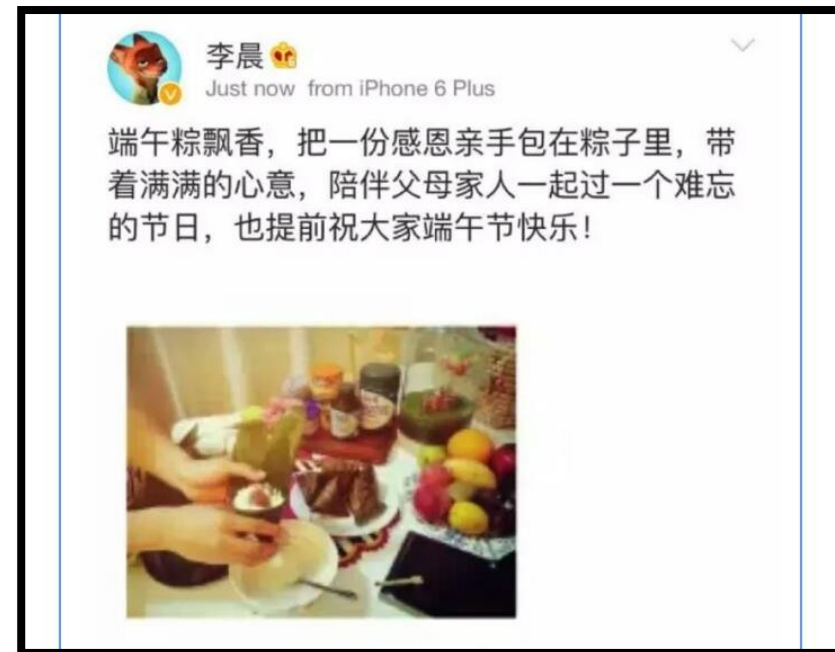 李晨
Just now from iPhone 6 Plus
端午粽飘香，把一份感恩亲手包在粽子里，带
着满满的心意，陪伴父母家人一起过一个难忘
的节日，也提前祝大家端午节快乐！